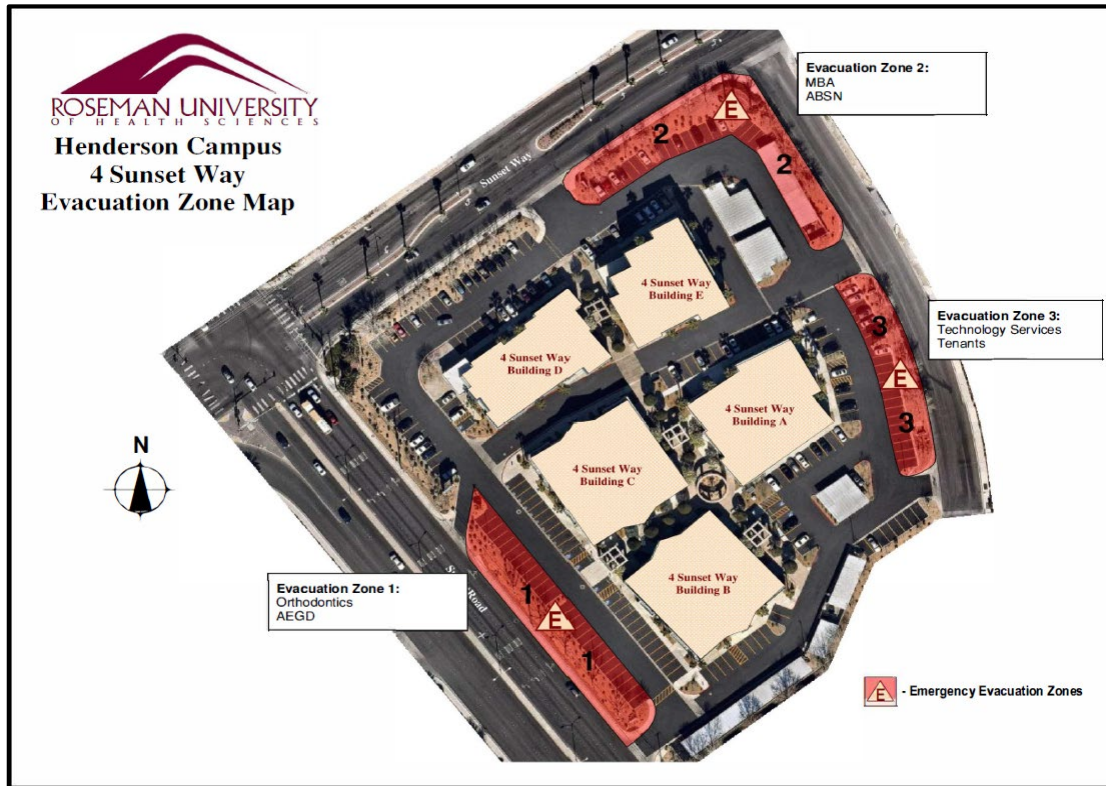 ROSEMAN UNIVERSITY
OF HEALTH SCIENCES
Henderson Campus
4 Sunset Way
Evacuation Zone Map
Evacuation Zone 2:
MBA
ABSN
E
2
2
Sunset Way
4 Sunset Way
Building E
Evacuation Zone 3:
Technology Services
Tenants
3
E
3
4 Sunset Way
Building D
4 Sunset Way
Building A
N
4 Sunset Way
Building C
4 Sunset Way
Building B
Evacuation Zone 1:
Orthodontics
AEGD
1
E
1
Road
E - Emergency Evacuation Zones